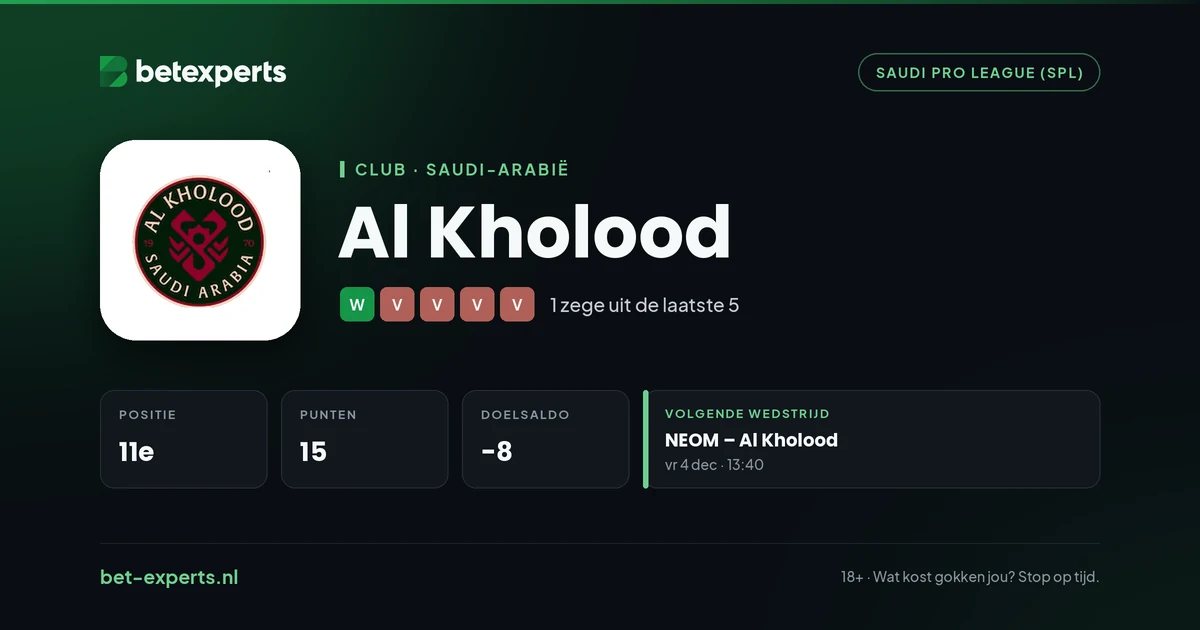 betexperts
SAUDI PRO LEAGUE (SPL)
AL KHOLOOD
19 70
SAUDI ARABIA
CLUB · SAUDI-ARABIË
Al Kholood
W V V V V 1 zege uit de laatste 5
POSITIE
11e
PUNTEN
15
DOELSALDO
-8
VOLGENDE WEDSTRIJD
NEOM – Al Kholood
vr 4 dec · 13:40
bet-experts.nl
18+ · Wat kost gokken jou? Stop op tijd.